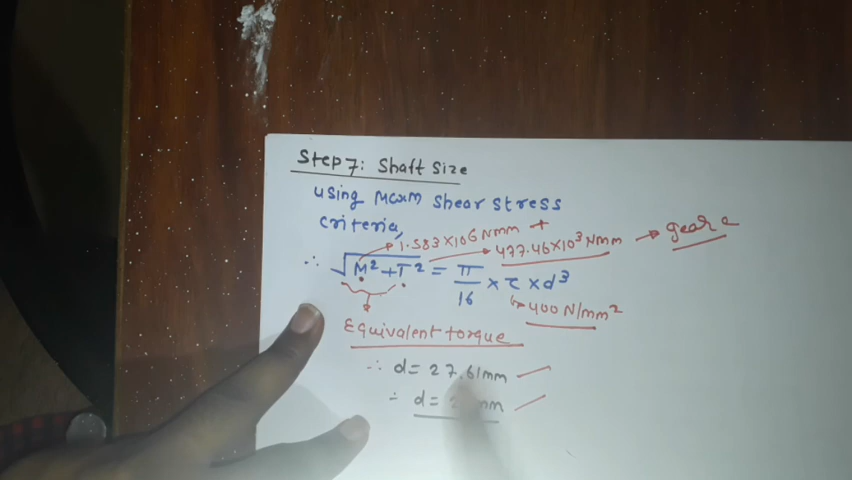 Step 7: Shaft Size
using maxm shear stress
criteria,
1.583×10⁶ Nmm
477.46×10³ Nmm → gear c
∴ √M²+T² = π/16 × τ × d³
400 N/mm²
Equivalent torque
∴ d = 27.61mm
∴ d = mm